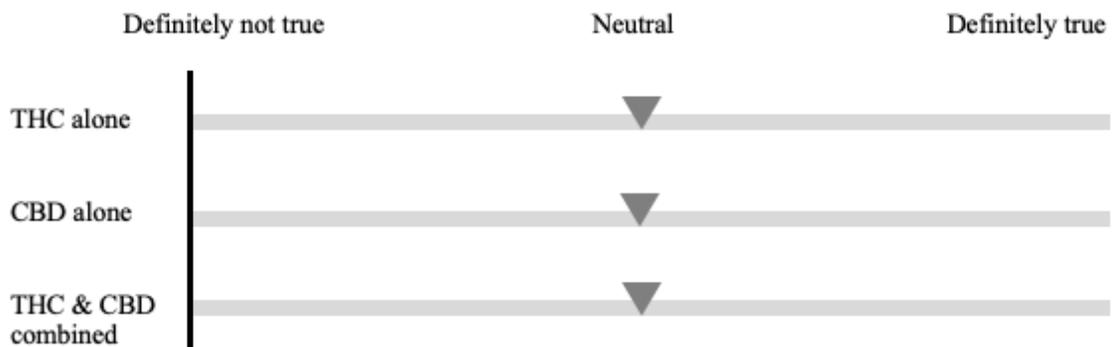 Definitely not true Neutral Definitely true
THC alone
CBD alone
THC & CBD
combined